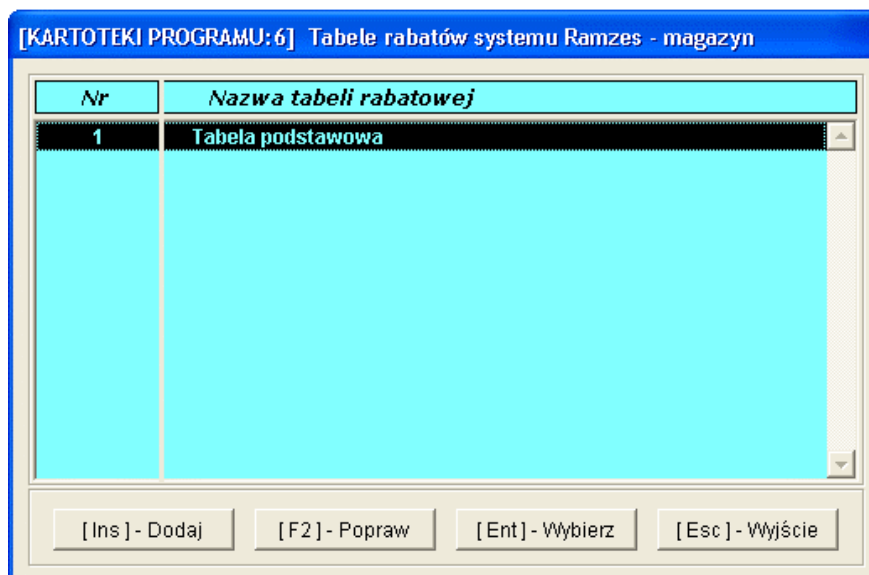 [KARTOTEKI PROGRAMU:6] Tabele rabatów systemu Ramzes - magazyn
Nr Nazwa tabeli rabatowej
1 Tabela podstawowa
[Ins] - Dodaj [F2] - Popraw [Ent] - Wybierz [Esc] - Wyjście